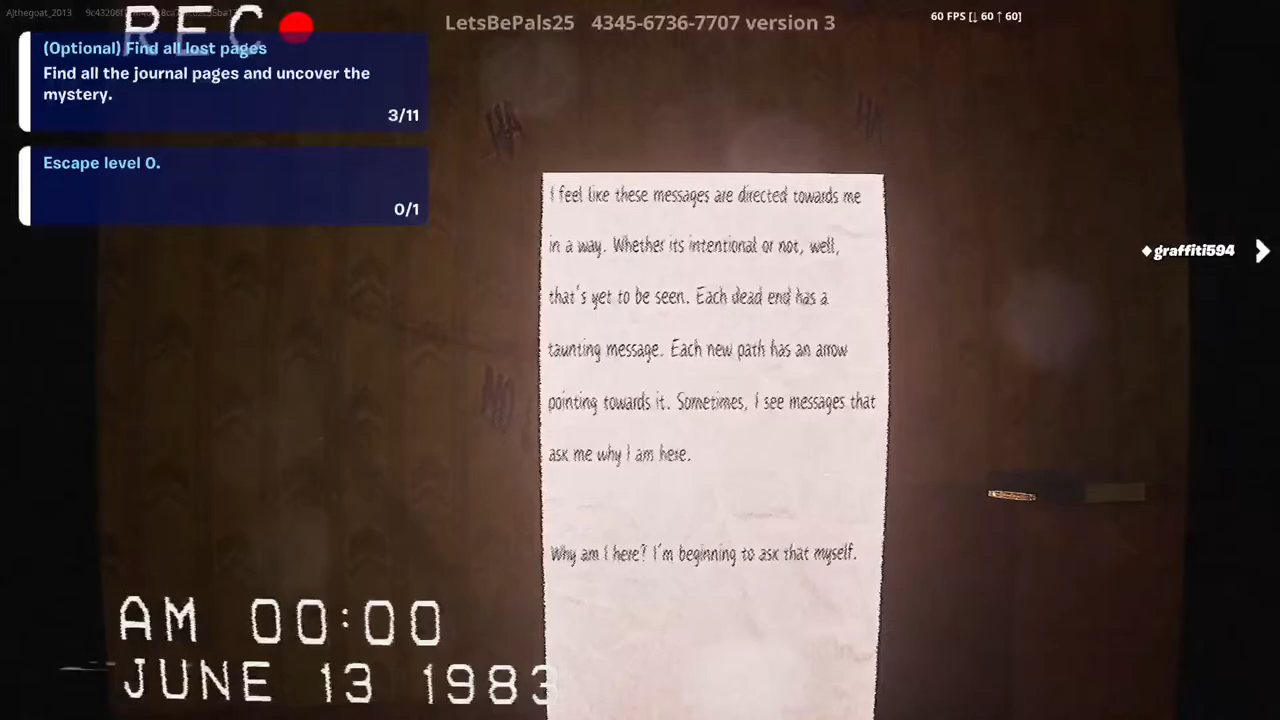 AJthegoat_2013
REC
LetsBePals25 4345-6736-7707 version 3
60 FPS [↓ 60 ↑ 60]
(Optional) Find all lost pages
Find all the journal pages and uncover the
mystery.
3/11
Escape level 0.
0/1
graffiti594
I feel like these messages are directed towards me
in a way. Whether its intentional or not, well,
that's yet to be seen. Each dead end has a
taunting message. Each new path has an arrow
pointing towards it. Sometimes, I see messages that
ask me why I am here.
Why am I here? I'm beginning to ask that myself.
AM 00:00
JUNE 13 1983